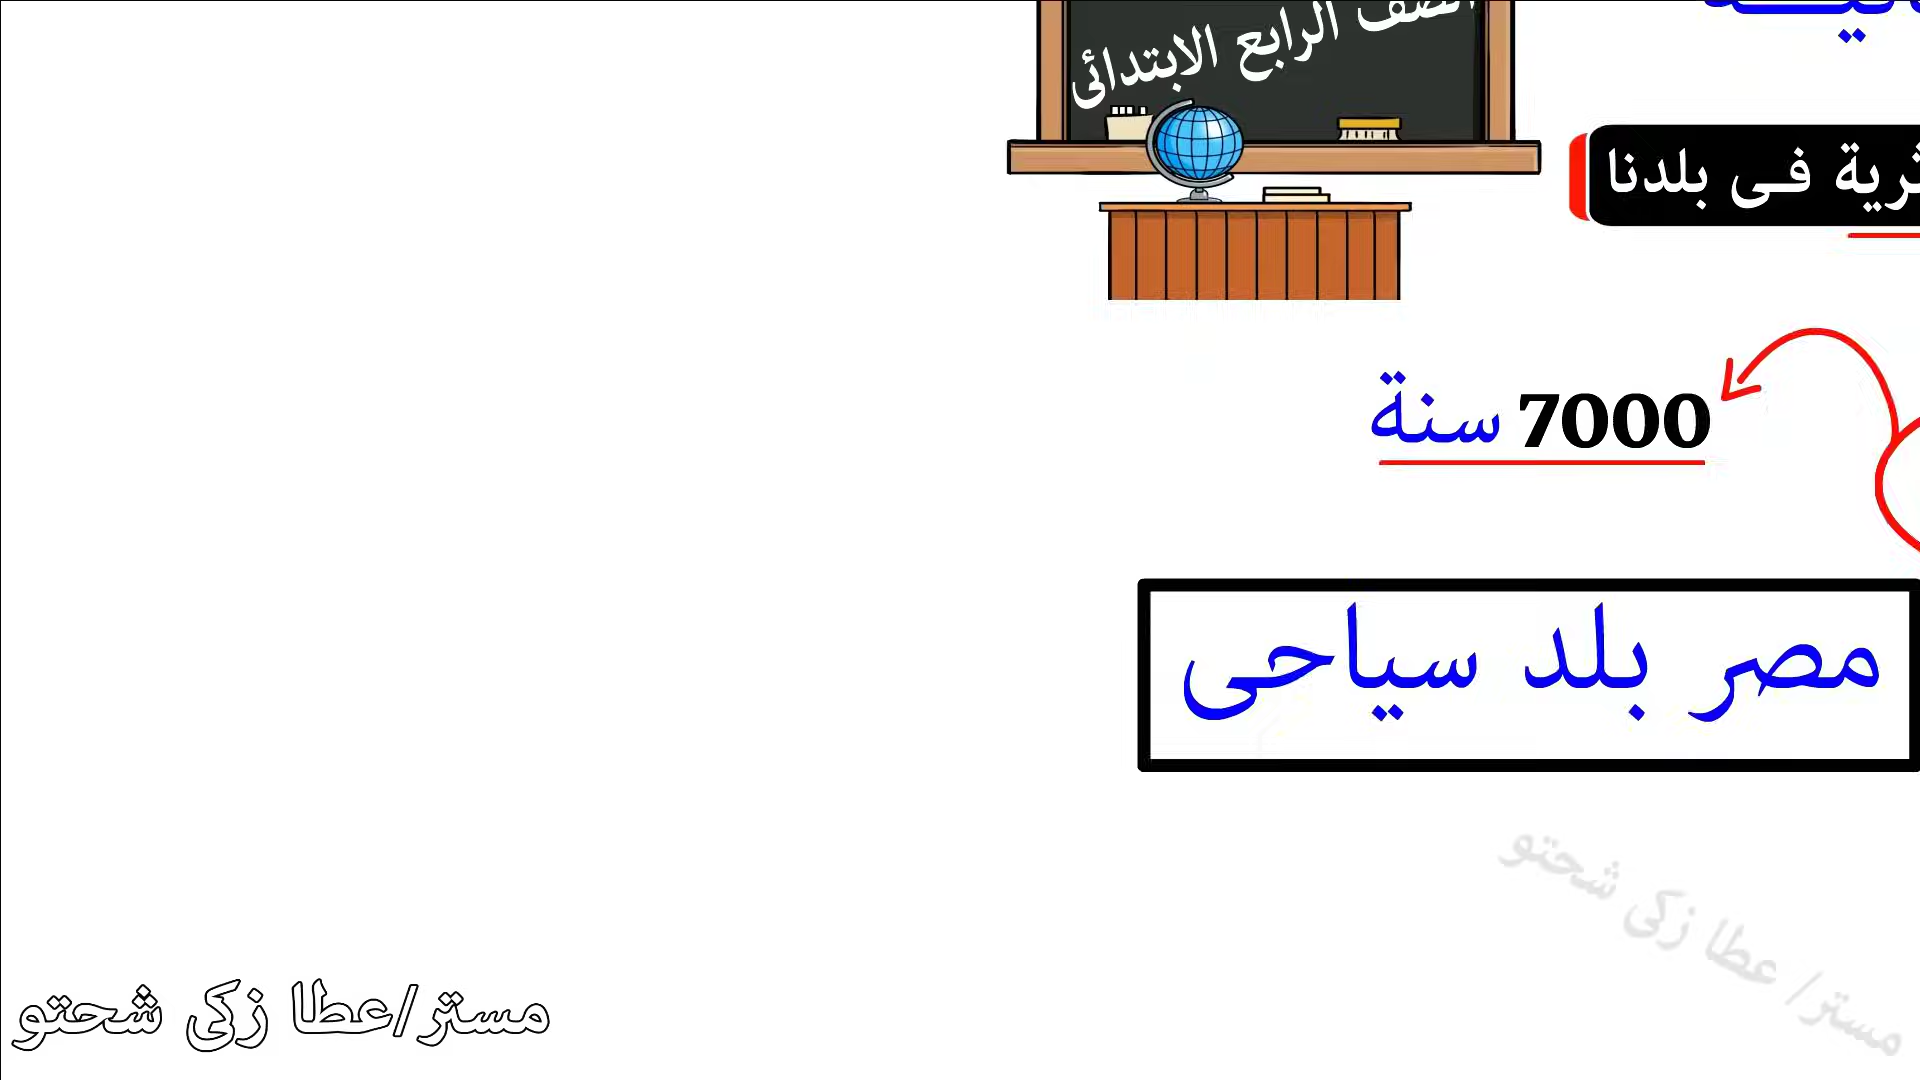 الصف الرابع الابتدائى
فى بلدنا
7000 سنة
مصر بلد سياحى
مستر/ عطا زكى شحتو
مستر/عطا زكى شحتو